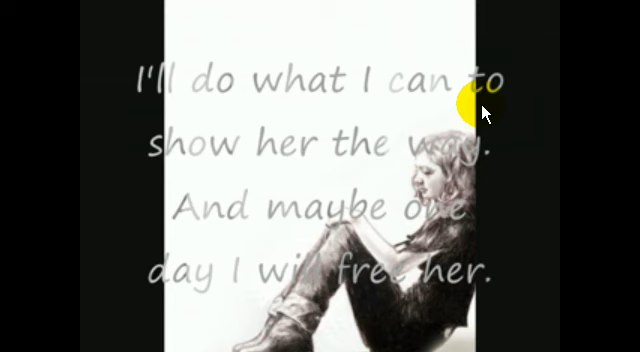 I'll do what I can to
show her the way.
And maybe one
day I will free her.